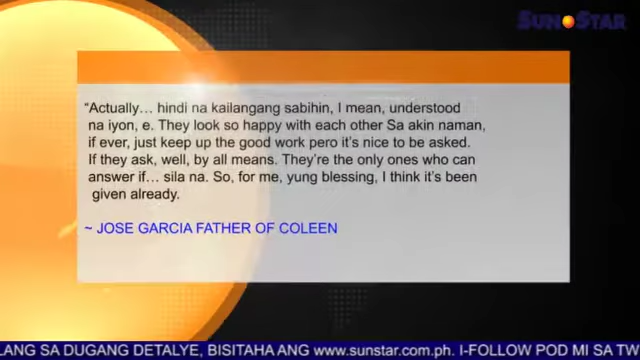 SUN STAR
“Actually… hindi na kailangang sabihin, I mean, understood
na iyon, e. They look so happy with each other Sa akin naman,
if ever, just keep up the good work pero it’s nice to be asked.
If they ask, well, by all means. They’re the only ones who can
answer if… sila na. So, for me, yung blessing, I think it’s been
given already.
~ JOSE GARCIA FATHER OF COLEEN
LANG SA DUGANG DETALYE, BISITAHA ANG www.sunstar.com.ph. I-FOLLOW POD MI SA TW